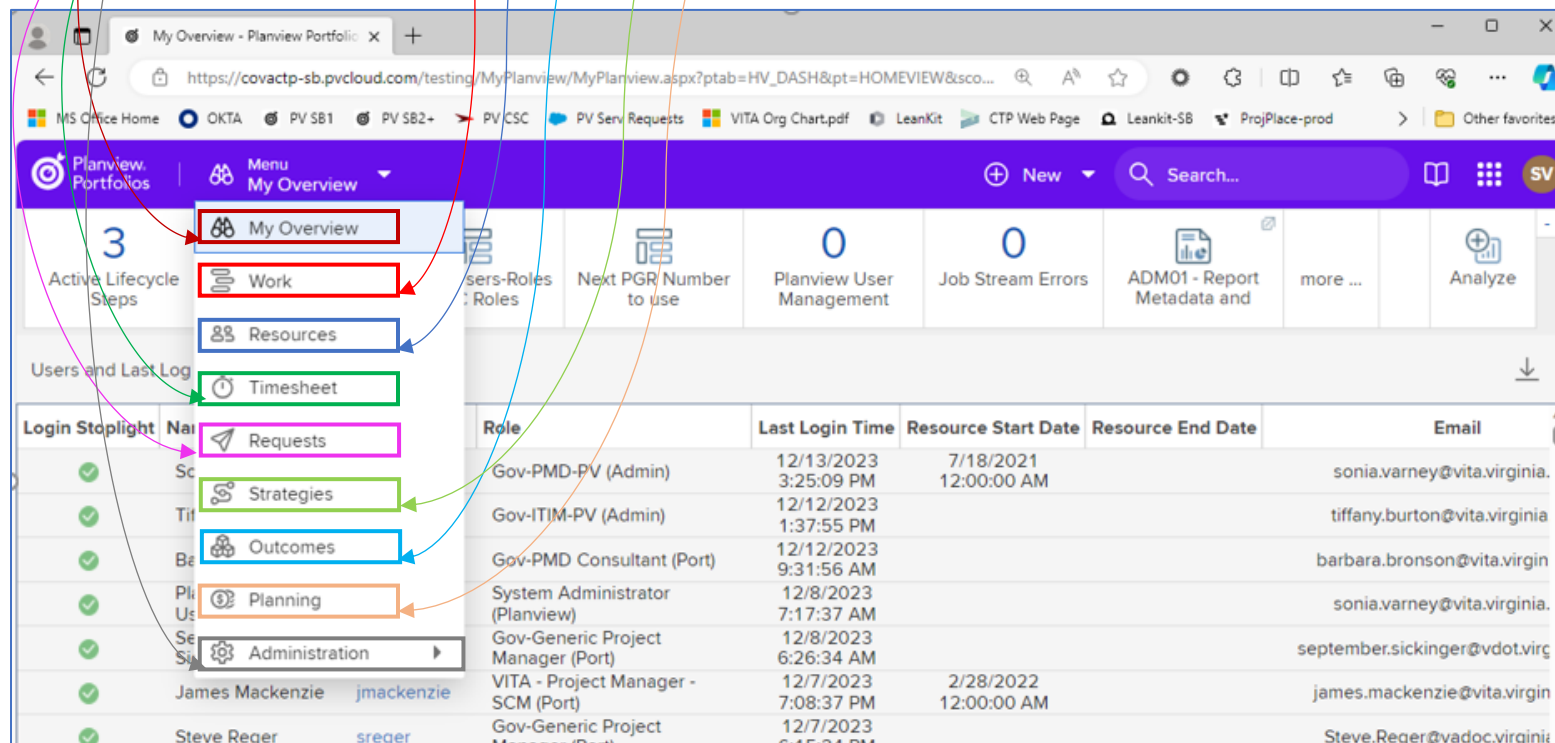 My Overview - Planview Portfolic
https://covactp-sb.pvcloud.com/testing/MyPlanview/MyPlanview.aspx?ptab=HV_DASH&pt=HOMEVIEW&sco...
MS Office Home OKTA PV SB1 PV SB2+ PV CSC PV Serv Requests VITA Org Chart.pdf LeanKit CTP Web Page Leankit-SB ProjPlace-prod Other favorites
Planview. Portfolios
Menu
My Overview
New
Search...
SV
3
Active Lifecycle
Steps
sers-Roles
Roles
Next PGR Number
to use
0
Planview User
Management
0
Job Stream Errors
ADM01 - Report
Metadata and
more ...
Analyze
My Overview
Work
Resources
Timesheet
Requests
Strategies
Outcomes
Planning
Administration
Users and Last Log
Login Stoplight Nar Role Last Login Time Resource Start Date Resource End Date Email
Sc Gov-PMD-PV (Admin) 12/13/2023 3:25:09 PM 7/18/2021 12:00:00 AM sonia.varney@vita.virginia.
Tif Gov-ITIM-PV (Admin) 12/12/2023 1:37:55 PM tiffany.burton@vita.virginia
Ba Gov-PMD Consultant (Port) 12/12/2023 9:31:56 AM barbara.bronson@vita.virgin
Pla Us System Administrator (Planview) 12/8/2023 7:17:37 AM sonia.varney@vita.virginia.
Se Si Gov-Generic Project Manager (Port) 12/8/2023 6:26:34 AM september.sickinger@vdot.virg
James Mackenzie jmackenzie VITA - Project Manager - SCM (Port) 12/7/2023 7:08:37 PM 2/28/2022 12:00:00 AM james.mackenzie@vita.virgin
Steve Reger sreger Gov-Generic Project 12/7/2023 Steve.Reger@vadoc.virginia